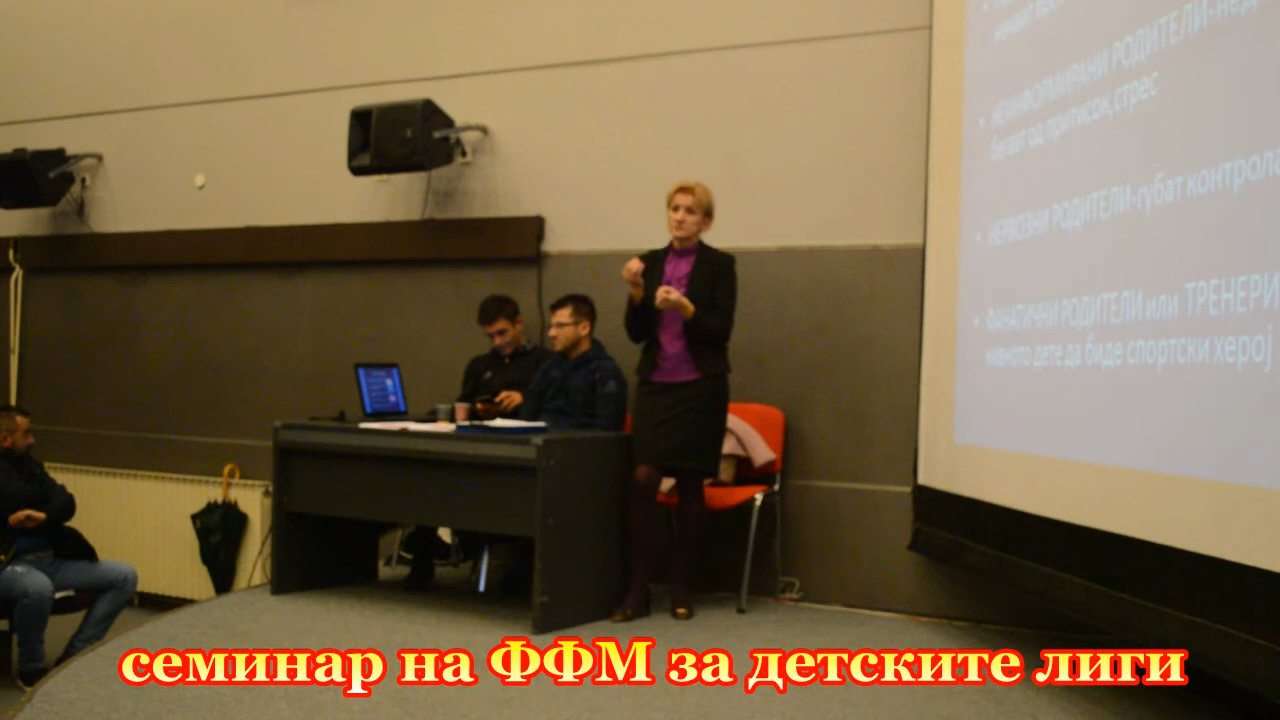 НЕИНФОРМИРАНИ РОДИТЕЛИ-нед
бегаат од притисок,стрес
НЕРВОЗНИ РОДИТЕЛИ-губат контрола
ФАНАТИЧНИ РОДИТЕЛИ или ТРЕНЕРИ
нивното дете да биде спортски херој
семинар на ФФМ за детските лиги